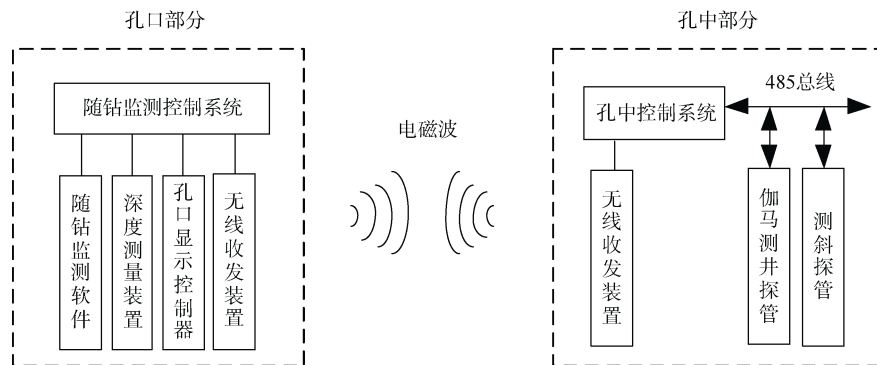 孔口部分
孔中部分
随钻监测控制系统
随钻监测软件
深度测量装置
孔口显示控制器
无线收发装置
电磁波
485总线
孔中控制系统
无线收发装置
伽马测井探管
测斜探管